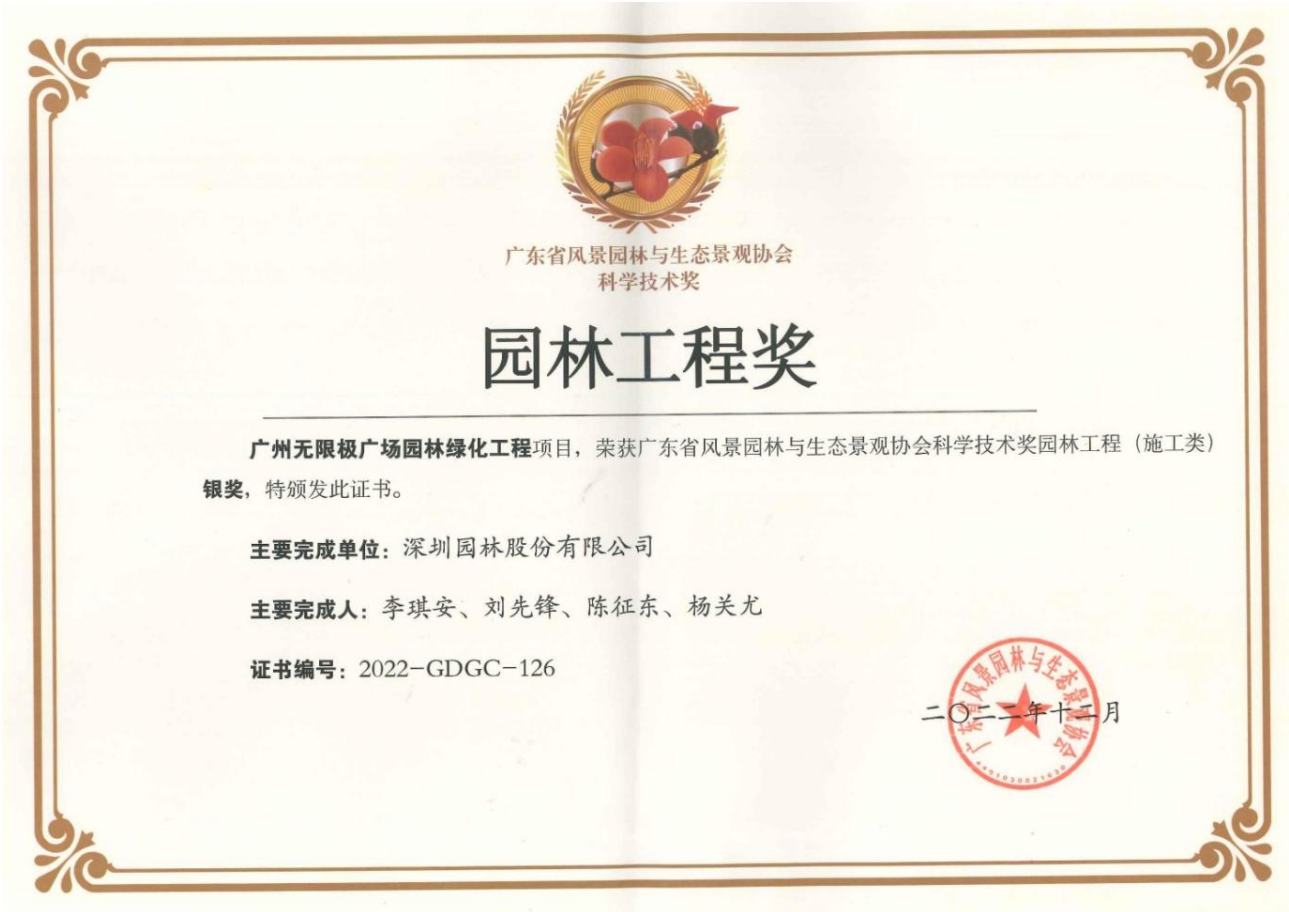 广东省风景园林与生态景观协会
科学技术奖
园林工程奖
广州无限极广场园林绿化工程项目，荣获广东省风景园林与生态景观协会科学技术奖园林工程（施工类）
银奖，特颁发此证书。
主要完成单位：深圳园林股份有限公司
主要完成人：李琪安、刘先锋、陈征东、杨关尤
证书编号：2022-GDGC-126
二〇二二年十二月
广东省风景园林与生态景观协会